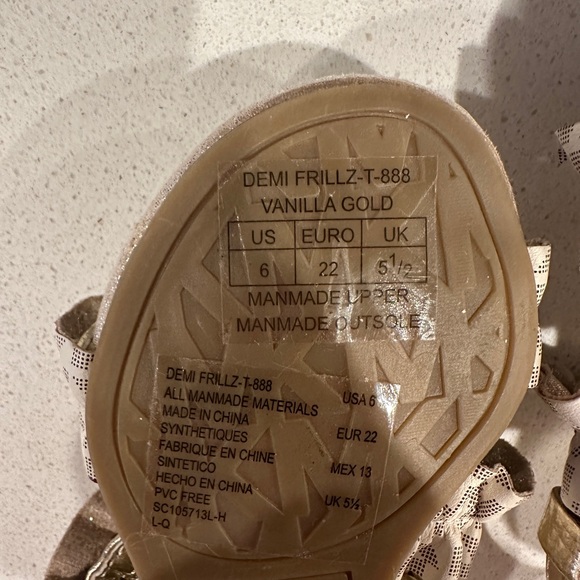 DEMI FRILLZ-T-888
VANILLA GOLD
US EURO UK
6 22 5 1/2
MANMADE UPPER
MANMADE OUTSOLE
DEMI FRILLZ-T-888
ALL MANMADE MATERIALS USA 6
MADE IN CHINA
SYNTHETIQUES EUR 22
FABRIQUE EN CHINE
SINTETICO MEX 13
HECHO EN CHINA
PVC FREE UK 5½
SC105713L-H
L-Q